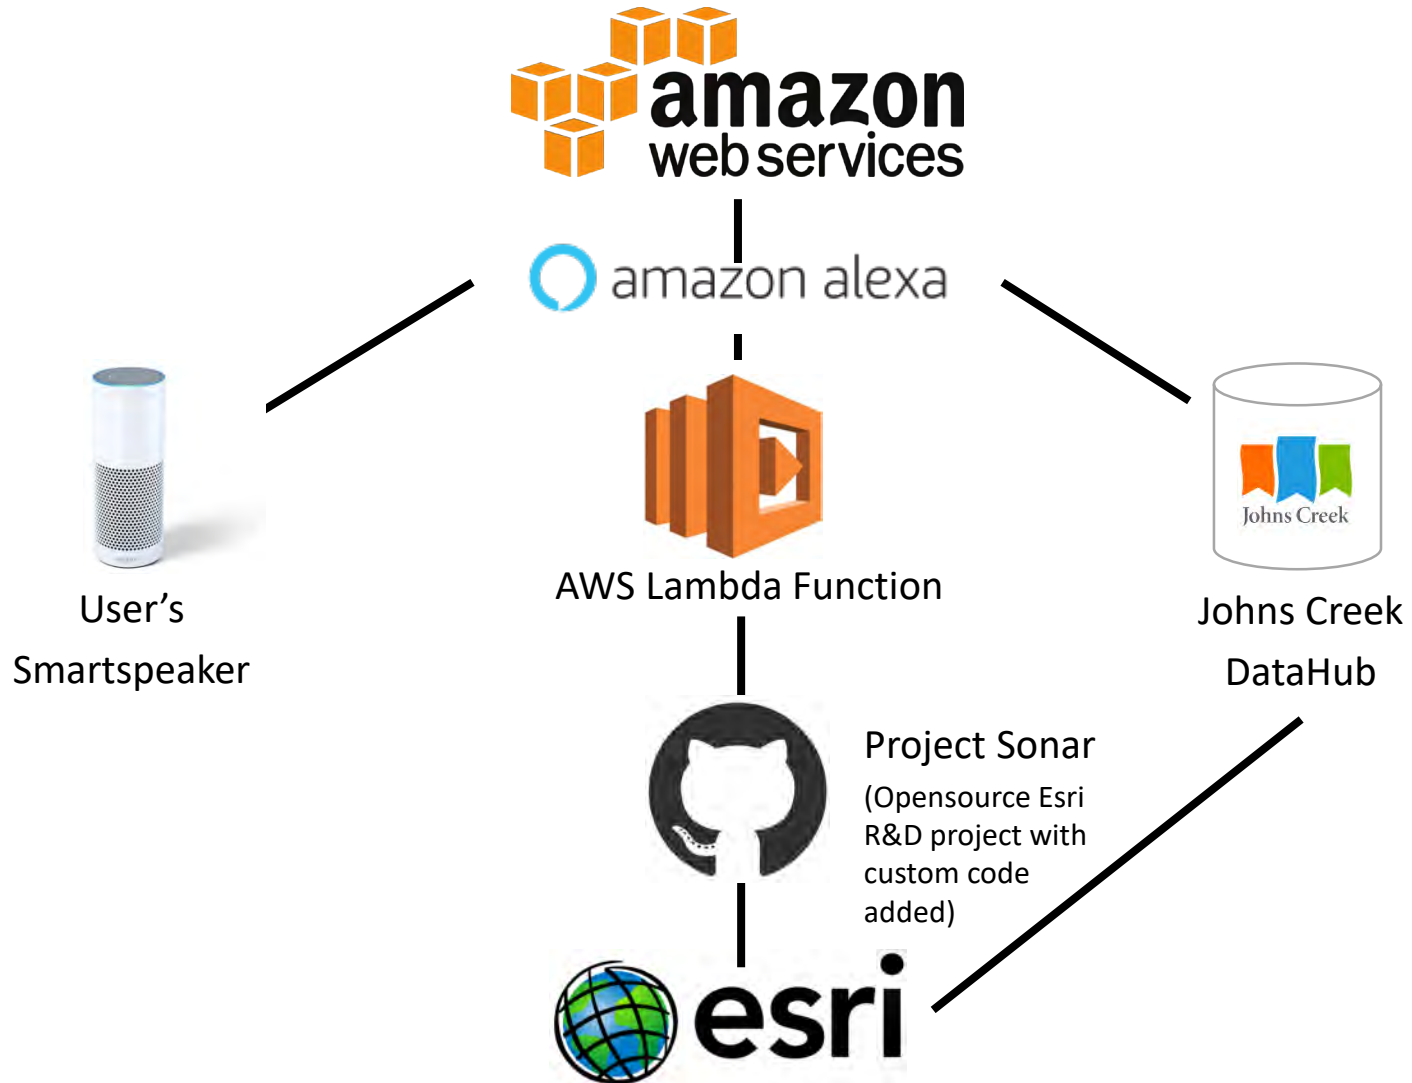 amazon
web services
amazon alexa
Johns Creek
User’s
Smartspeaker
AWS Lambda Function
Johns Creek
DataHub
Project Sonar
(Opensource Esri
R&D project with
custom code
added)
esri